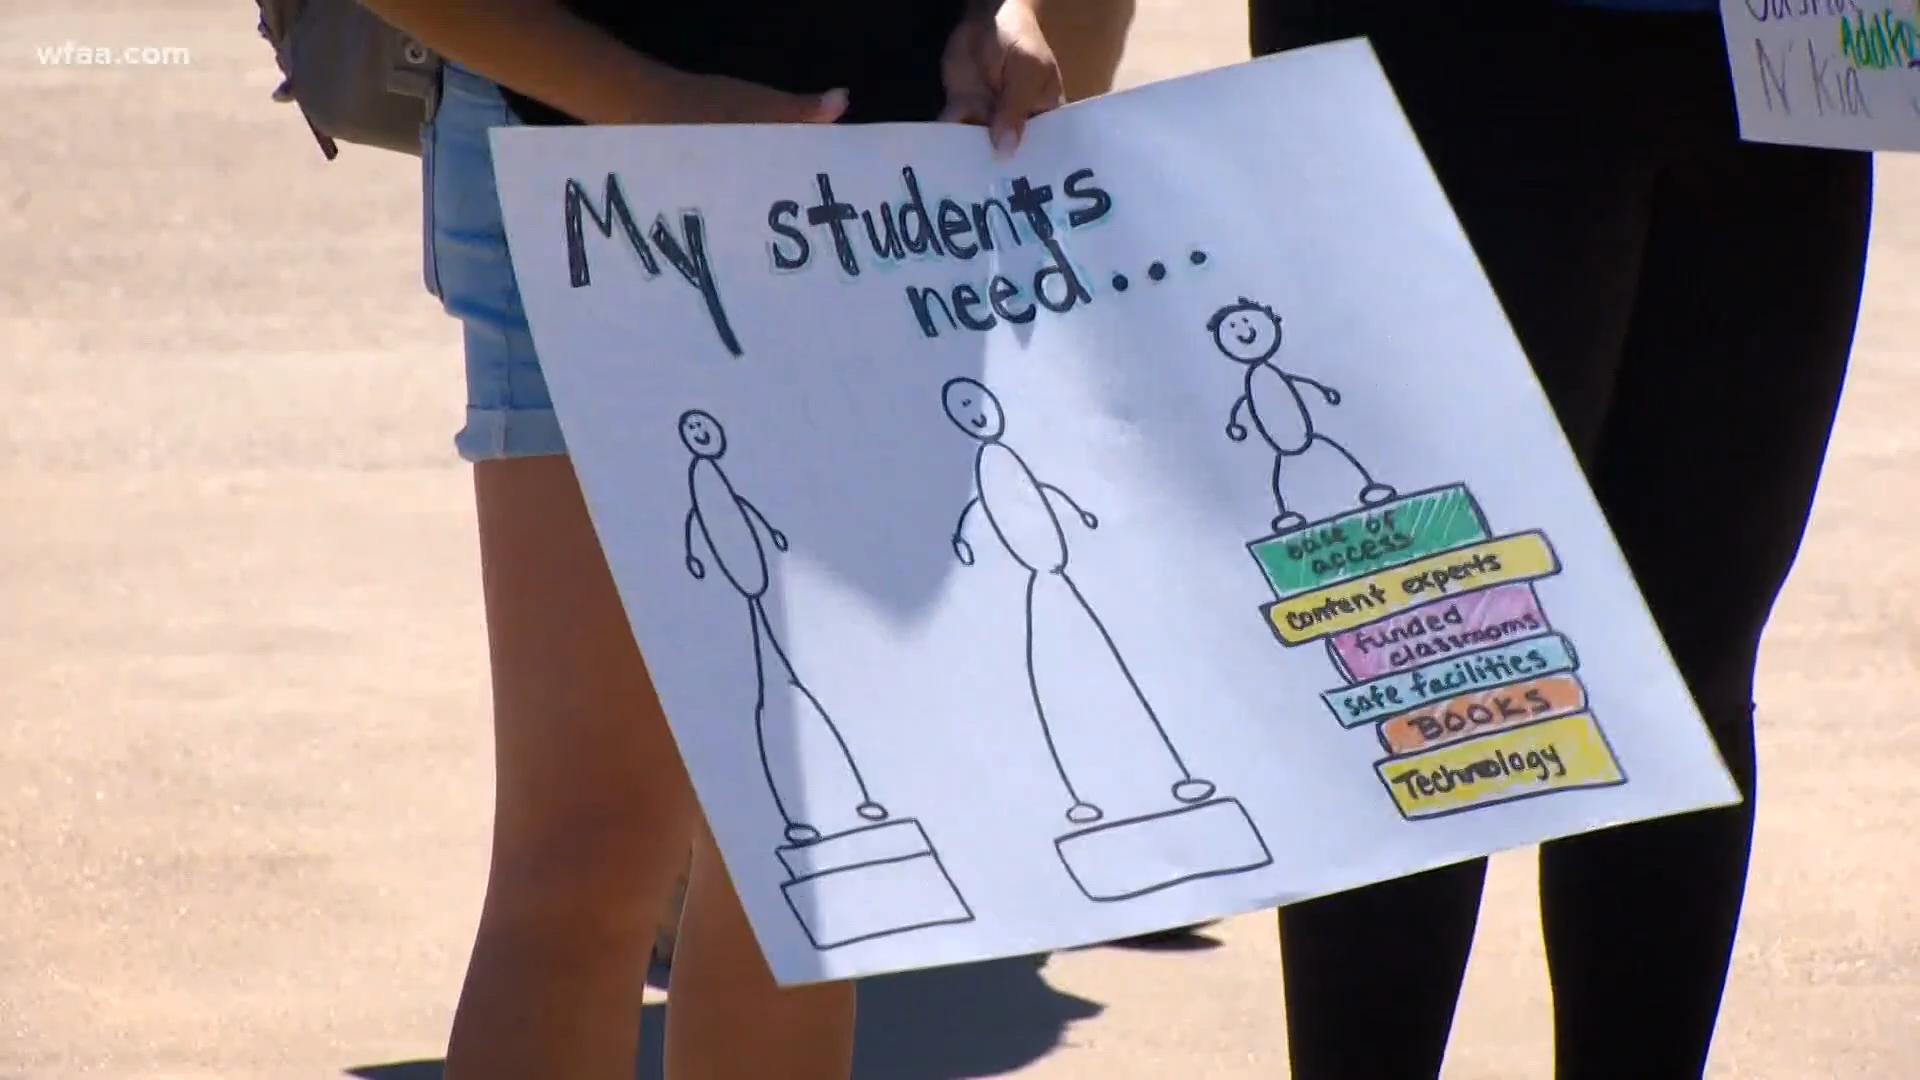 wfaa.com
My students
need...
ease of
access
content experts
funded
classrooms
safe facilities
BOOKS
Technology
N'Kia